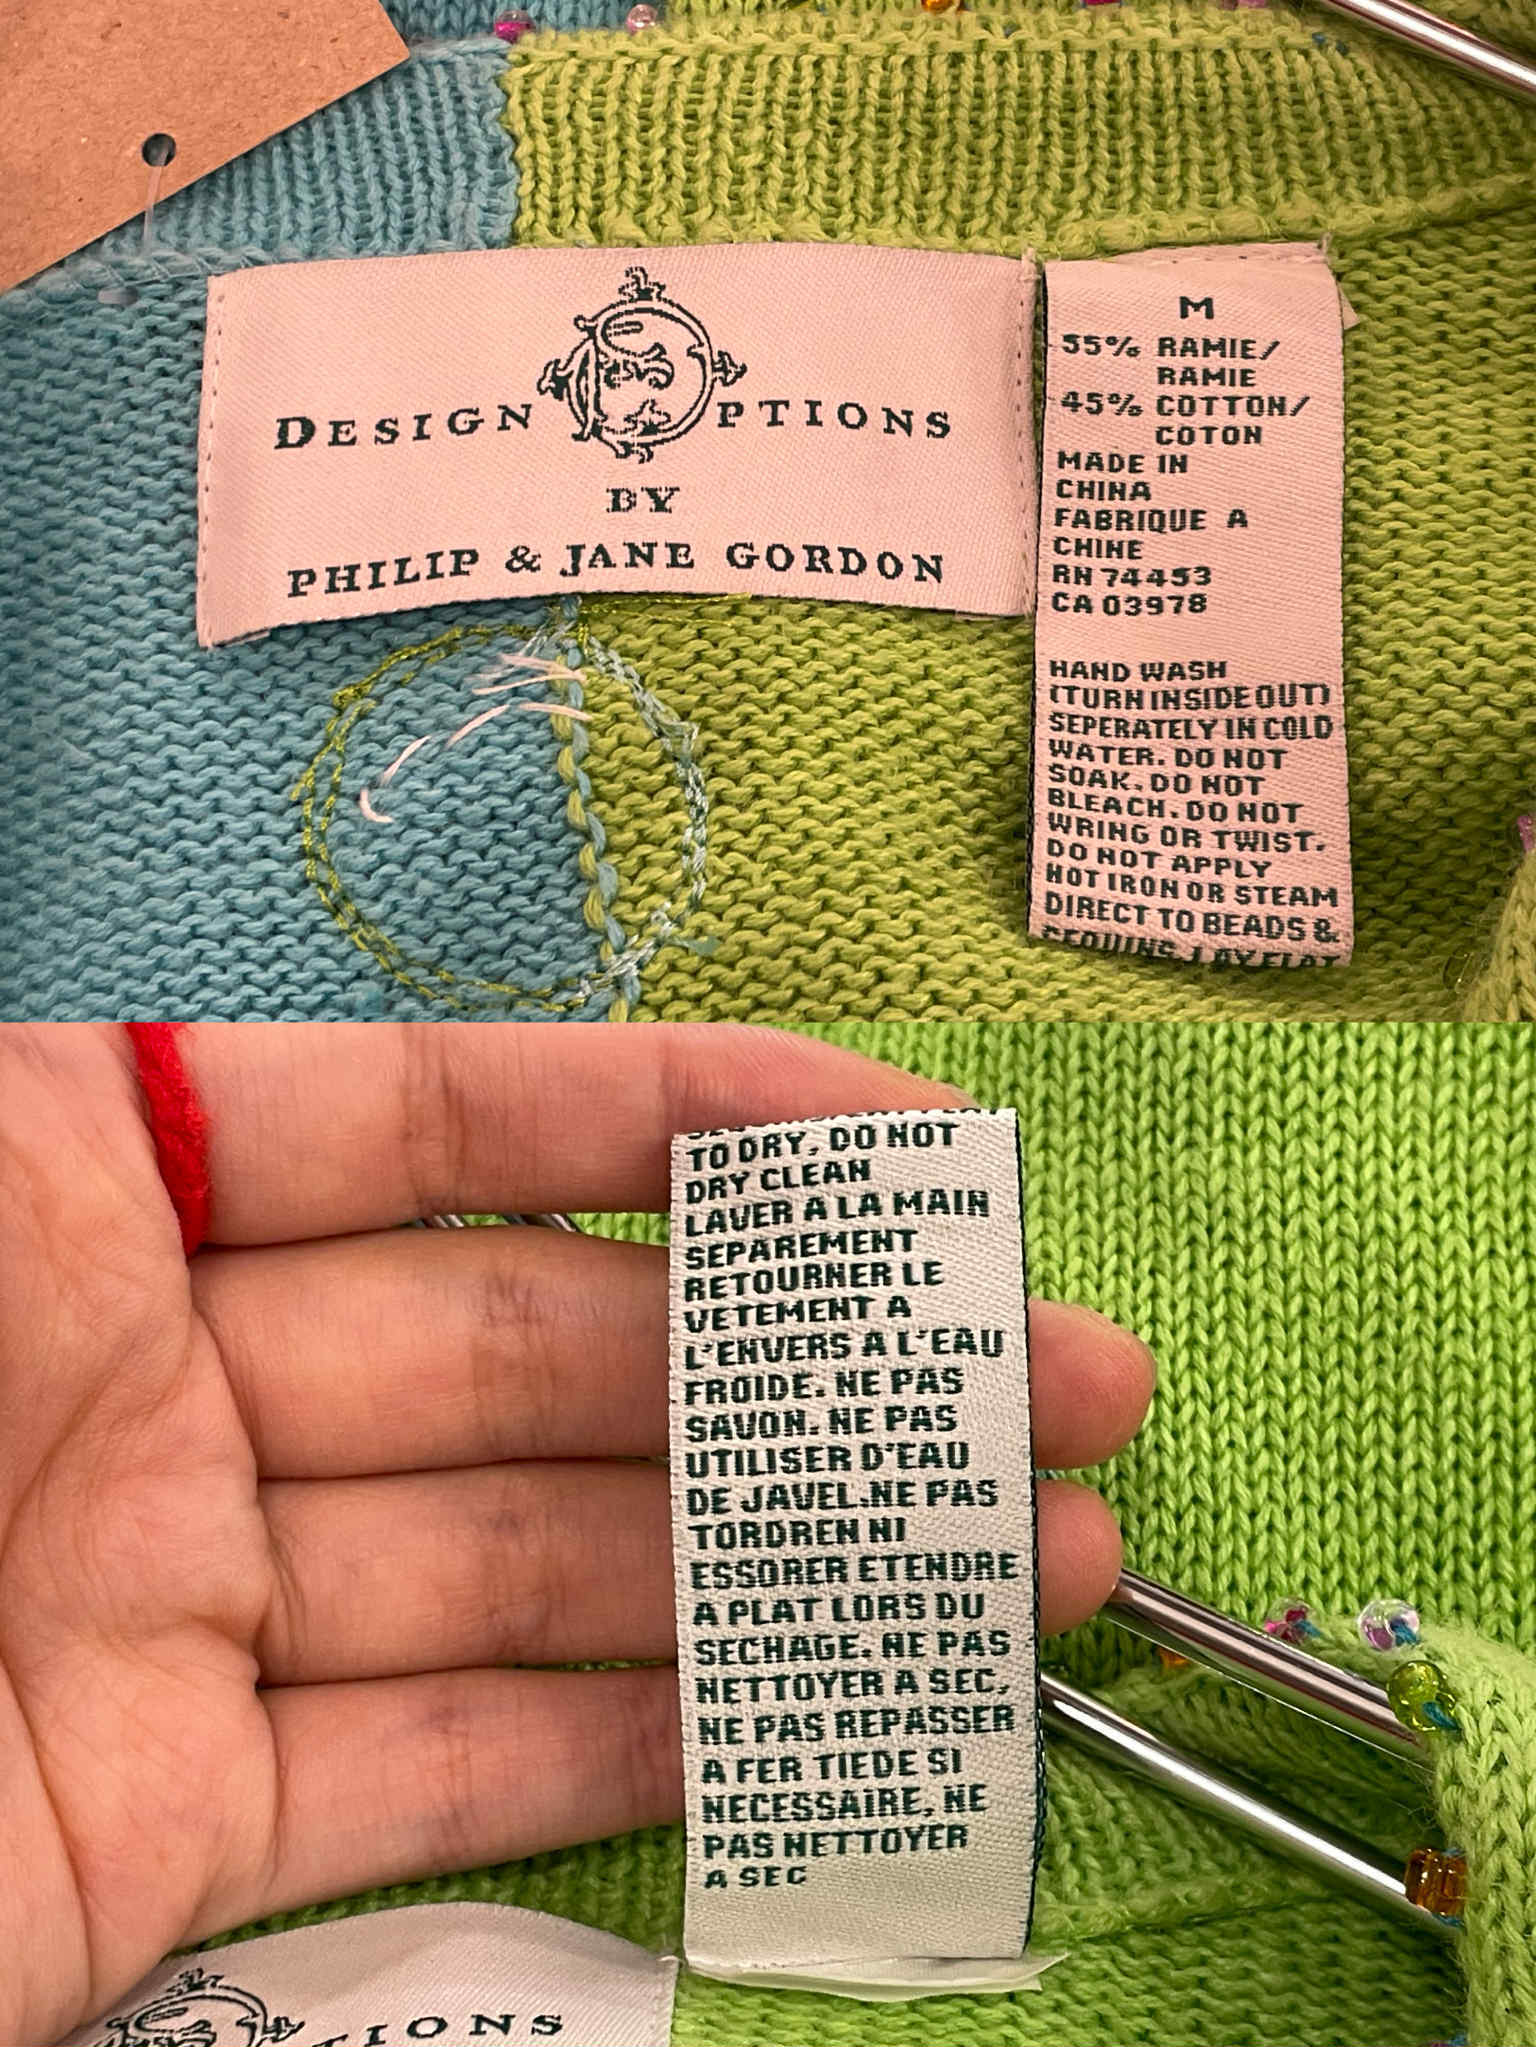 DESIGN OPTIONS
BY
PHILIP & JANE GORDON
M
55% RAMIE/
RAMIE
45% COTTON/
COTON
MADE IN
CHINA
FABRIQUE A
CHINE
RN 74453
CA 03978
HAND WASH
(TURN INSIDE OUT)
SEPERATELY IN COLD
WATER. DO NOT
SOAK. DO NOT
BLEACH. DO NOT
WRING OR TWIST.
DO NOT APPLY
HOT IRON OR STEAM
DIRECT TO BEADS &
SEQUINS. LAY FLAT
TO DRY, DO NOT
DRY CLEAN
LAVER A LA MAIN
SEPAREMENT
RETOURNER LE
VETEMENT A
L'ENVERS A L'EAU
FROIDE. NE PAS
SAVON. NE PAS
UTILISER D'EAU
DE JAVEL.NE PAS
TORDREN NI
ESSORER ETENDRE
A PLAT LORS DU
SECHAGE. NE PAS
NETTOYER A SEC,
NE PAS REPASSER
A FER TIEDE SI
NECESSAIRE, NE
PAS NETTOYER
A SEC
PTIONS